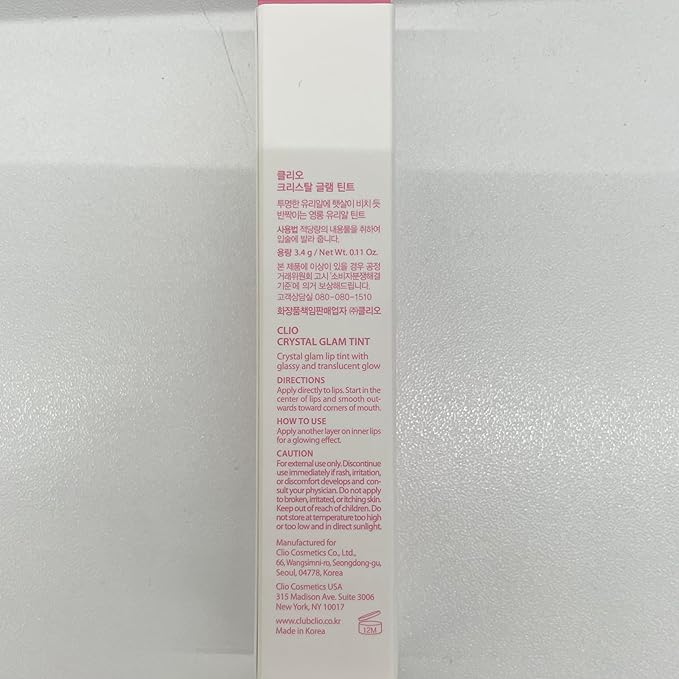 클리오
크리스탈 글램 틴트
투명한 유리알에 햇살이 비치 듯
반짝이는 영롱 유리알 틴트
사용법 적당량의 내용물을 취하여
입술에 발라 줍니다.
용량 3.4 g / Net Wt. 0.11 Oz.
본 제품에 이상이 있을 경우 공정
거래위원회 고시 '소비자분쟁해결
기준'에 의거 보상해드립니다.
고객상담실 080-080-1510
화장품책임판매업자 ㈜클리오
CLIO
CRYSTAL GLAM TINT
Crystal glam lip tint with
glassy and translucent glow
DIRECTIONS
Apply directly to lips. Start in the
center of lips and smooth out-
wards toward corners of mouth.
HOW TO USE
Apply another layer on inner lips
for a glowing effect.
CAUTION
For external use only. Discontinue
use immediately if rash, irritation,
or discomfort develops and con-
sult your physician. Do not apply
to broken, irritated, or itching skin.
Keep out of reach of children. Do
not store at temperature too high
or too low and in direct sunlight.
Manufactured for
Clio Cosmetics Co., Ltd.,
66, Wangsimni-ro, Seongdong-gu,
Seoul, 04778, Korea
Clio Cosmetics USA
315 Madison Ave. Suite 3006
New York, NY 10017
www.clubclio.co.kr
Made in Korea
12M